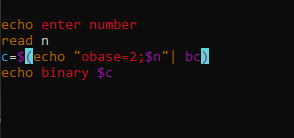 echo enter number
read n
c=$(echo "obase=2;$n"| bc)
echo binary $c